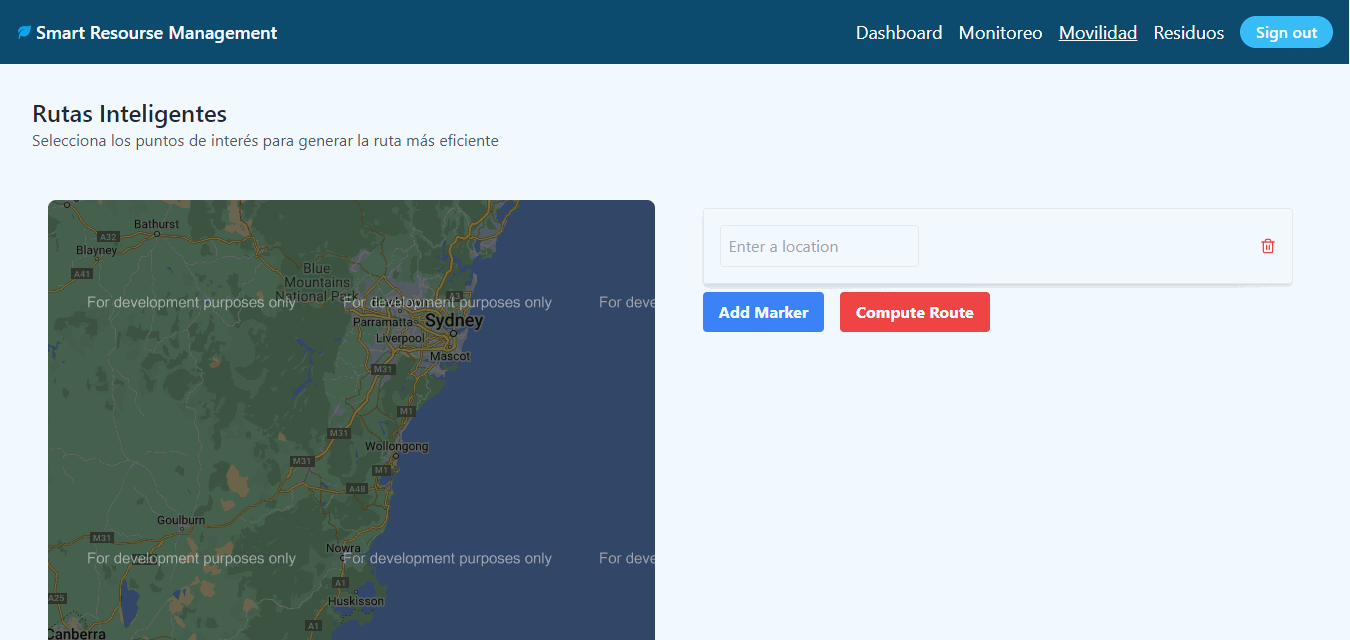 Smart Resourse Management
Dashboard Monitoreo Movilidad Residuos Sign out
Rutas Inteligentes
Selecciona los puntos de interés para generar la ruta más eficiente
Bathurst
A32
Blayney
A41
Blue
Mountains
National Park
For development purposes only For development purposes only For deve
A3
Parramatta
Sydney
Liverpool
Mascot
M31
M1
M31
Wollongong
M31
M1
A48
Goulburn
M31
Nowra
For development purposes only For development purposes only For deve
A1
A25
Huskisson
A1
Canberra
Enter a location
Add Marker Compute Route